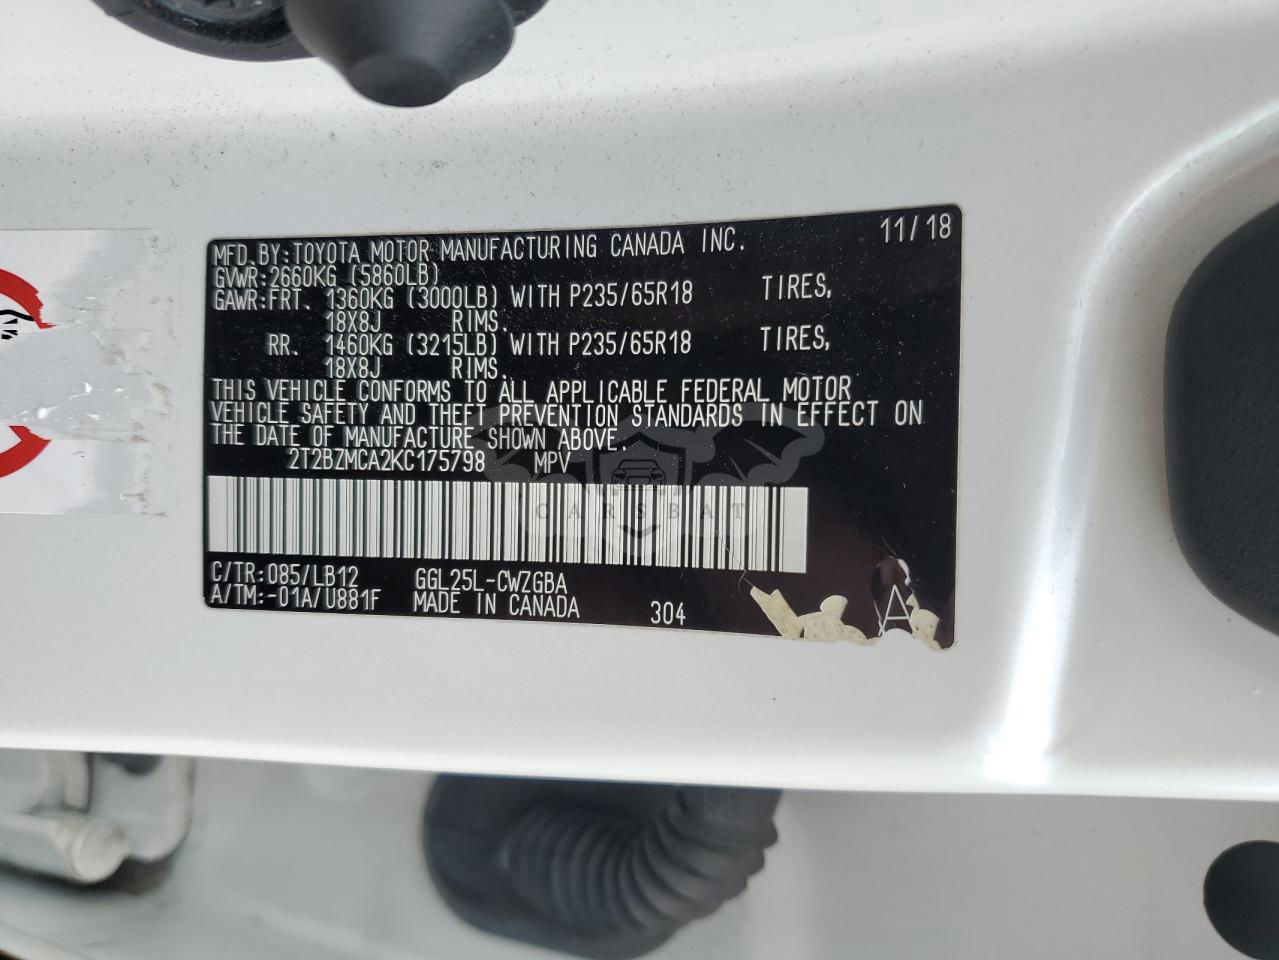 MFD.BY:TOYOTA MOTOR MANUFACTURING CANADA INC. 11/18
GVWR:2660KG (5860LB)
GAWR:FRT. 1360KG (3000LB) WITH P235/65R18 TIRES,
18X8J RIMS.
RR. 1460KG (3215LB) WITH P235/65R18 TIRES,
18X8J RIMS.
THIS VEHICLE CONFORMS TO ALL APPLICABLE FEDERAL MOTOR
VEHICLE SAFETY AND THEFT PREVENTION STANDARDS IN EFFECT ON
THE DATE OF MANUFACTURE SHOWN ABOVE.
2T2BZMCA2KC175798 MPV
CARSBAT
C/TR:085/LB12 GGL25L-CWZGBA
A/TM:-01A/U881F MADE IN CANADA 304 A